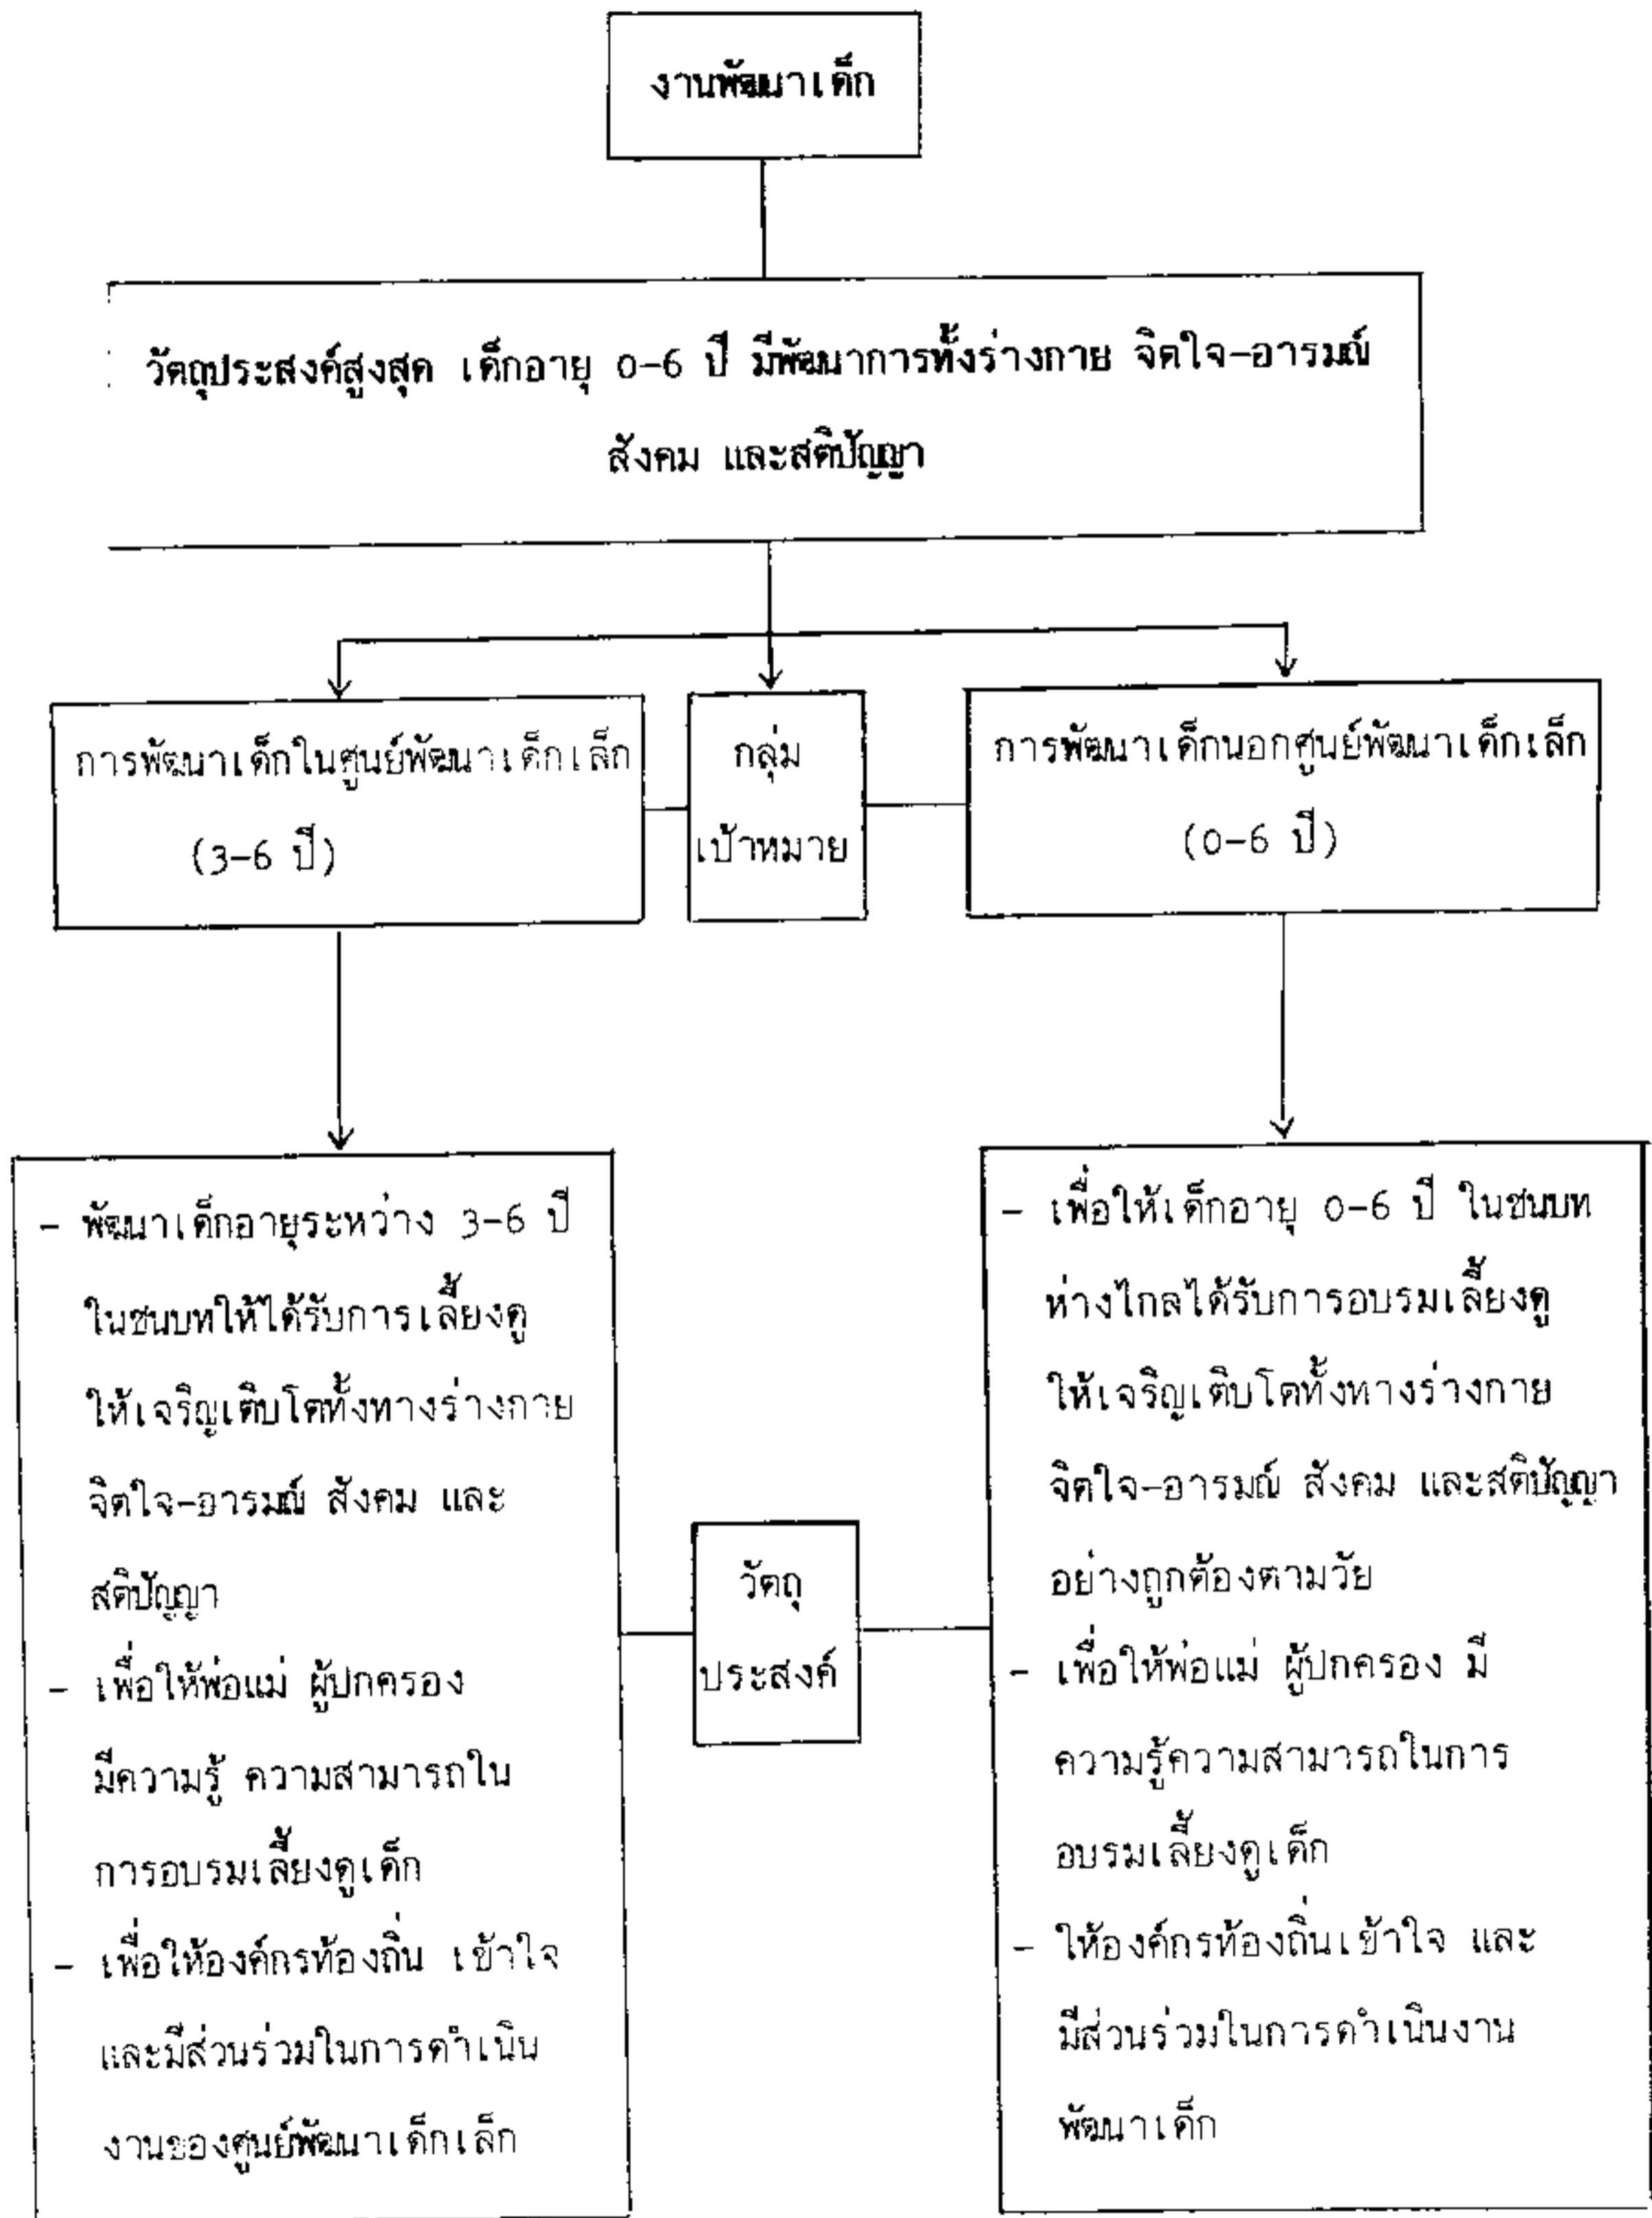 งานพัฒนาเด็ก
วัตถุประสงค์สูงสุด เด็กอายุ 0-6 ปี มีพัฒนาการทั้งร่างกาย จิตใจ-อารมณ์
สังคม และสติปัญญา
การพัฒนาเด็กในศูนย์พัฒนาเด็กเล็ก
(3-6 ปี)
กลุ่ม
เป้าหมาย
การพัฒนาเด็กนอกศูนย์พัฒนาเด็กเล็ก
(0-6 ปี)
- พัฒนาเด็กอายุระหว่าง 3-6 ปี
ในชนบทให้ได้รับการเลี้ยงดู
ให้เจริญเติบโตทั้งทางร่างกาย
จิตใจ-อารมณ์ สังคม และ
สติปัญญา
- เพื่อให้พ่อแม่ ผู้ปกครอง
มีความรู้ ความสามารถใน
การอบรมเลี้ยงดูเด็ก
- เพื่อให้องค์กรท้องถิ่น เข้าใจ
และมีส่วนร่วมในการดำเนิน
งานของศูนย์พัฒนาเด็กเล็ก
วัตถุ
ประสงค์
- เพื่อให้เด็กอายุ 0-6 ปี ในชนบท
ห่างไกลได้รับการอบรมเลี้ยงดู
ให้เจริญเติบโตทั้งทางร่างกาย
จิตใจ-อารมณ์ สังคม และสติปัญญา
อย่างถูกต้องตามวัย
- เพื่อให้พ่อแม่ ผู้ปกครอง มี
ความรู้ความสามารถในการ
อบรมเลี้ยงดูเด็ก
- ให้องค์กรท้องถิ่นเข้าใจ และ
มีส่วนร่วมในการดำเนินงาน
พัฒนาเด็ก